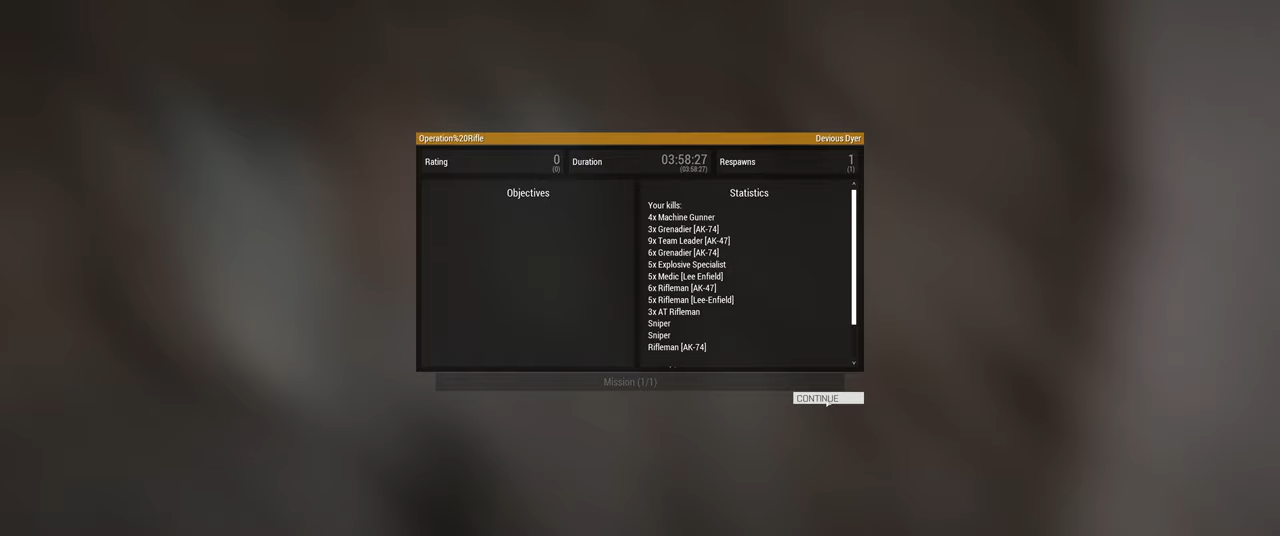 Operation%20Rifle Devious Dyer
Rating 0 (0) Duration 03:58:27 (03:58:27) Respawns 1 (1)
Objectives
Statistics
Your kills:
4x Machine Gunner
3x Grenadier [AK-74]
9x Team Leader [AK-47]
6x Grenadier [AK-74]
5x Explosive Specialist
5x Medic [Lee Enfield]
6x Rifleman [AK-47]
5x Rifleman [Lee-Enfield]
3x AT Rifleman
Sniper
Sniper
Rifleman [AK-74]
Mission (1/1)
CONTINUE